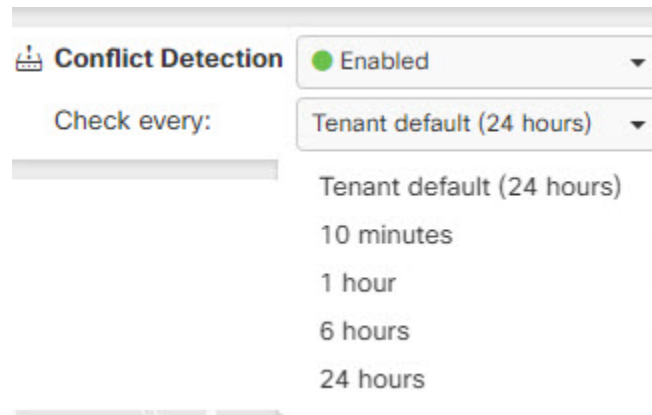 Conflict Detection Enabled
Check every: Tenant default (24 hours)
Tenant default (24 hours)
10 minutes
1 hour
6 hours
24 hours